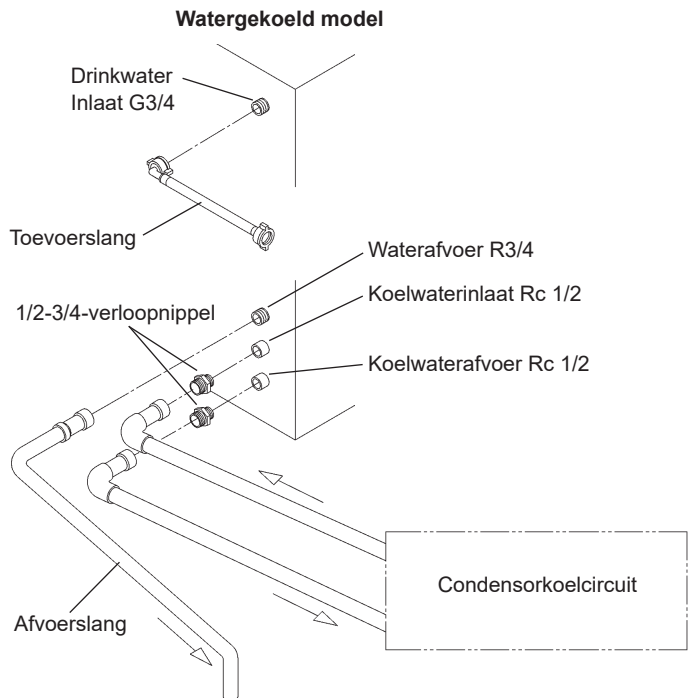 Watergekoeld model
Drinkwater
Inlaat G3/4
Toevoerslang
Waterafvoer R3/4
1/2-3/4-verloopnippel
Koelwaterinlaat Rc 1/2
Koelwaterafvoer Rc 1/2
Condensorkoelcircuit
Afvoerslang